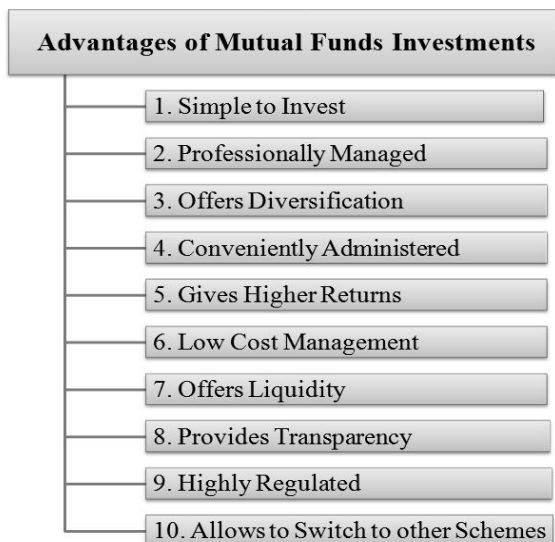 Advantages of Mutual Funds Investments
1. Simple to Invest
2. Professionally Managed
3. Offers Diversification
4. Conveniently Administered
5. Gives Higher Returns
6. Low Cost Management
7. Offers Liquidity
8. Provides Transparency
9. Highly Regulated
10. Allows to Switch to other Schemes